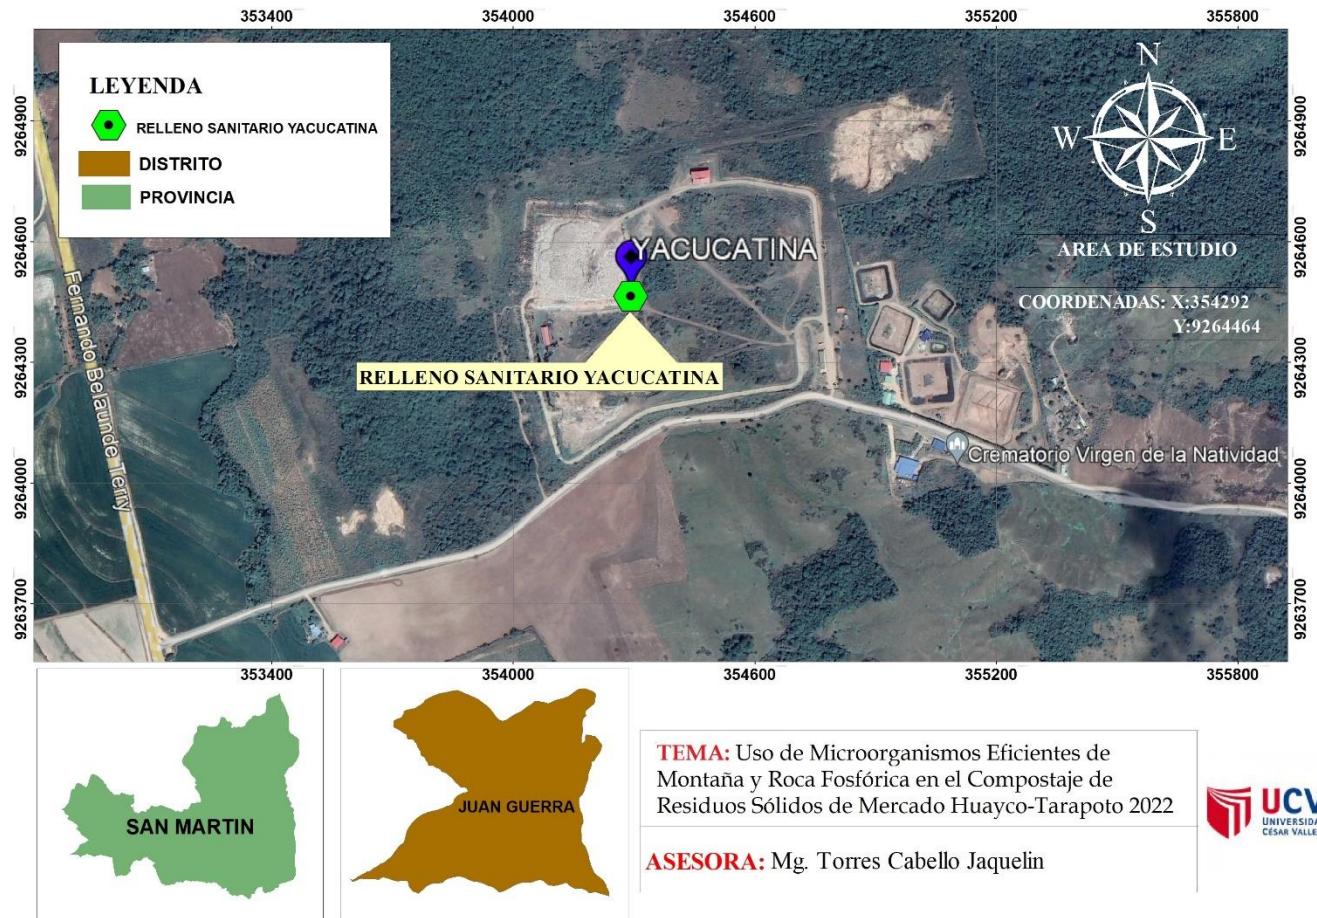 353400 354000 354600 355200 355800
LEYENDA
RELLENO SANITARIO YACUCATINA
DISTRITO
PROVINCIA
N
W E
S
AREA DE ESTUDIO
COORDENADAS: X:354292
Y:9264464
9264900
9264600
9264300
9264000
9263700
9264900
9264600
9264300
9264000
9263700
YACUCATINA
RELLENO SANITARIO YACUCATINA
Fernando Belaunde Terry
Crematorio Virgen de la Natividad
353400 354000 354600 355200 355800
SAN MARTIN
JUAN GUERRA
TEMA: Uso de Microorganismos Eficientes de
Montaña y Roca Fosfórica en el Compostaje de
Residuos Sólidos de Mercado Huayco-Tarapoto 2022
ASESORA: Mg. Torres Cabello Jaquelin
UCV
UNIVERSIDA
CÉSAR VALLE